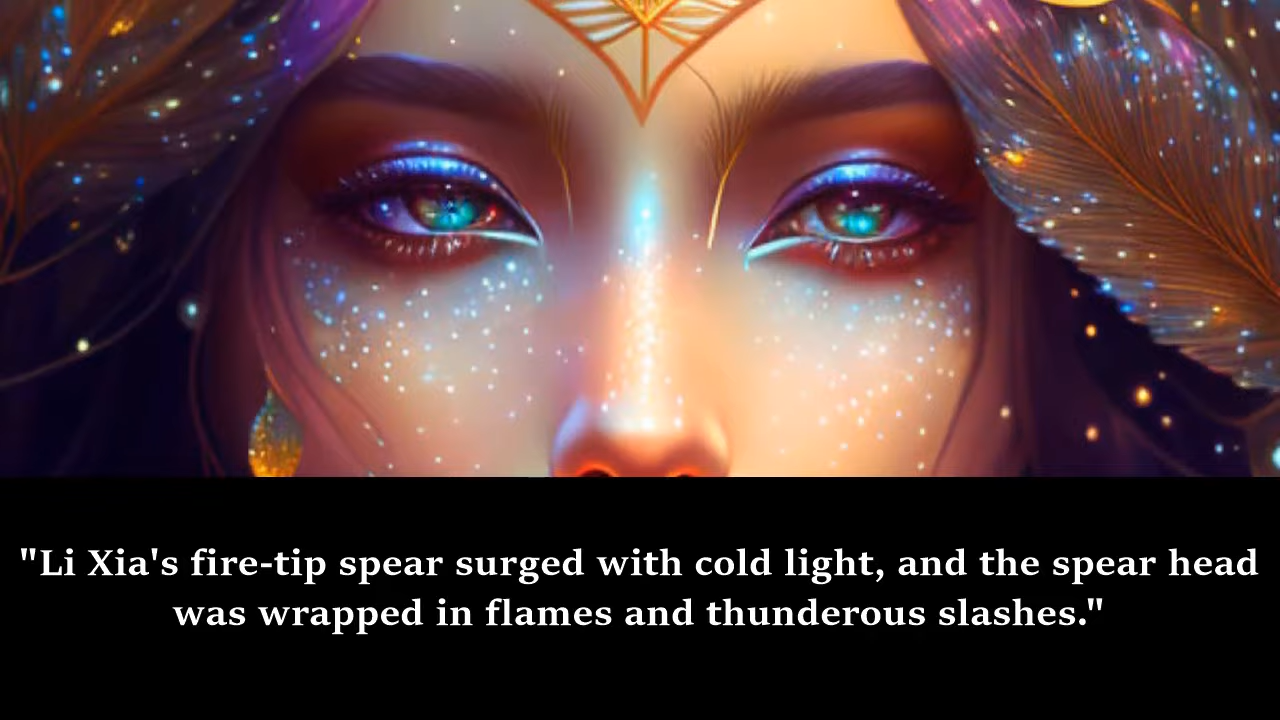 "Li Xia's fire-tip spear surged with cold light, and the spear head
was wrapped in flames and thunderous slashes."